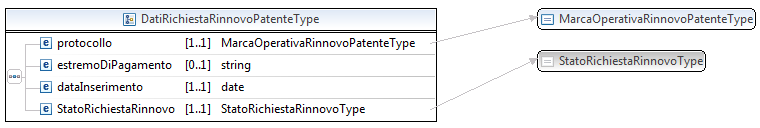 DatiRichiestaRinnovoPatenteType
protocollo [1..1] MarcaOperativaRinnovoPatenteType
estremoDiPagamento [0..1] string
dataInserimento [1..1] date
StatoRichiestaRinnovo [1..1] StatoRichiestaRinnovoType
MarcaOperativaRinnovoPatenteType
StatoRichiestaRinnovoType